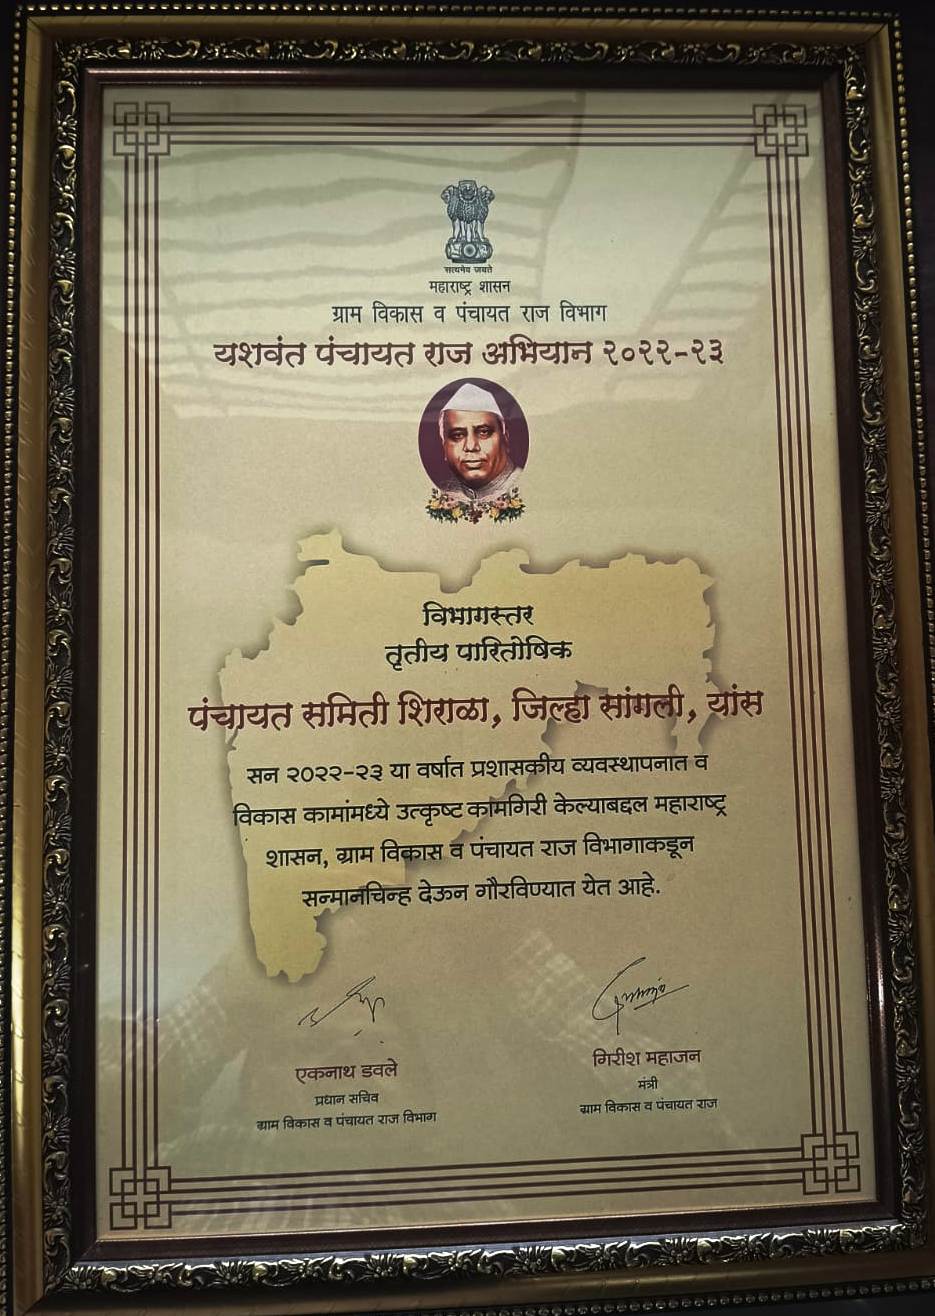 सत्यमेव जयते
महाराष्ट्र शासन
ग्राम विकास व पंचायत राज विभाग
यशवंत पंचायत राज अभियान २०२२-२३
विभागस्तर
तृतीय पारितोषिक
पंचायत समिती शिराळा, जिल्हा सांगली, यांस
सन २०२२-२३ या वर्षात प्रशासकीय व्यवस्थापनात व
विकास कामांमध्ये उत्कृष्ट कामगिरी केल्याबद्दल महाराष्ट्र
शासन, ग्राम विकास व पंचायत राज विभागाकडून
सन्मानचिन्ह देऊन गौरविण्यात येत आहे.
एकनाथ डवले
प्रधान सचिव
ग्राम विकास व पंचायत राज विभाग
गिरीश महाजन
मंत्री
ग्राम विकास व पंचायत राज